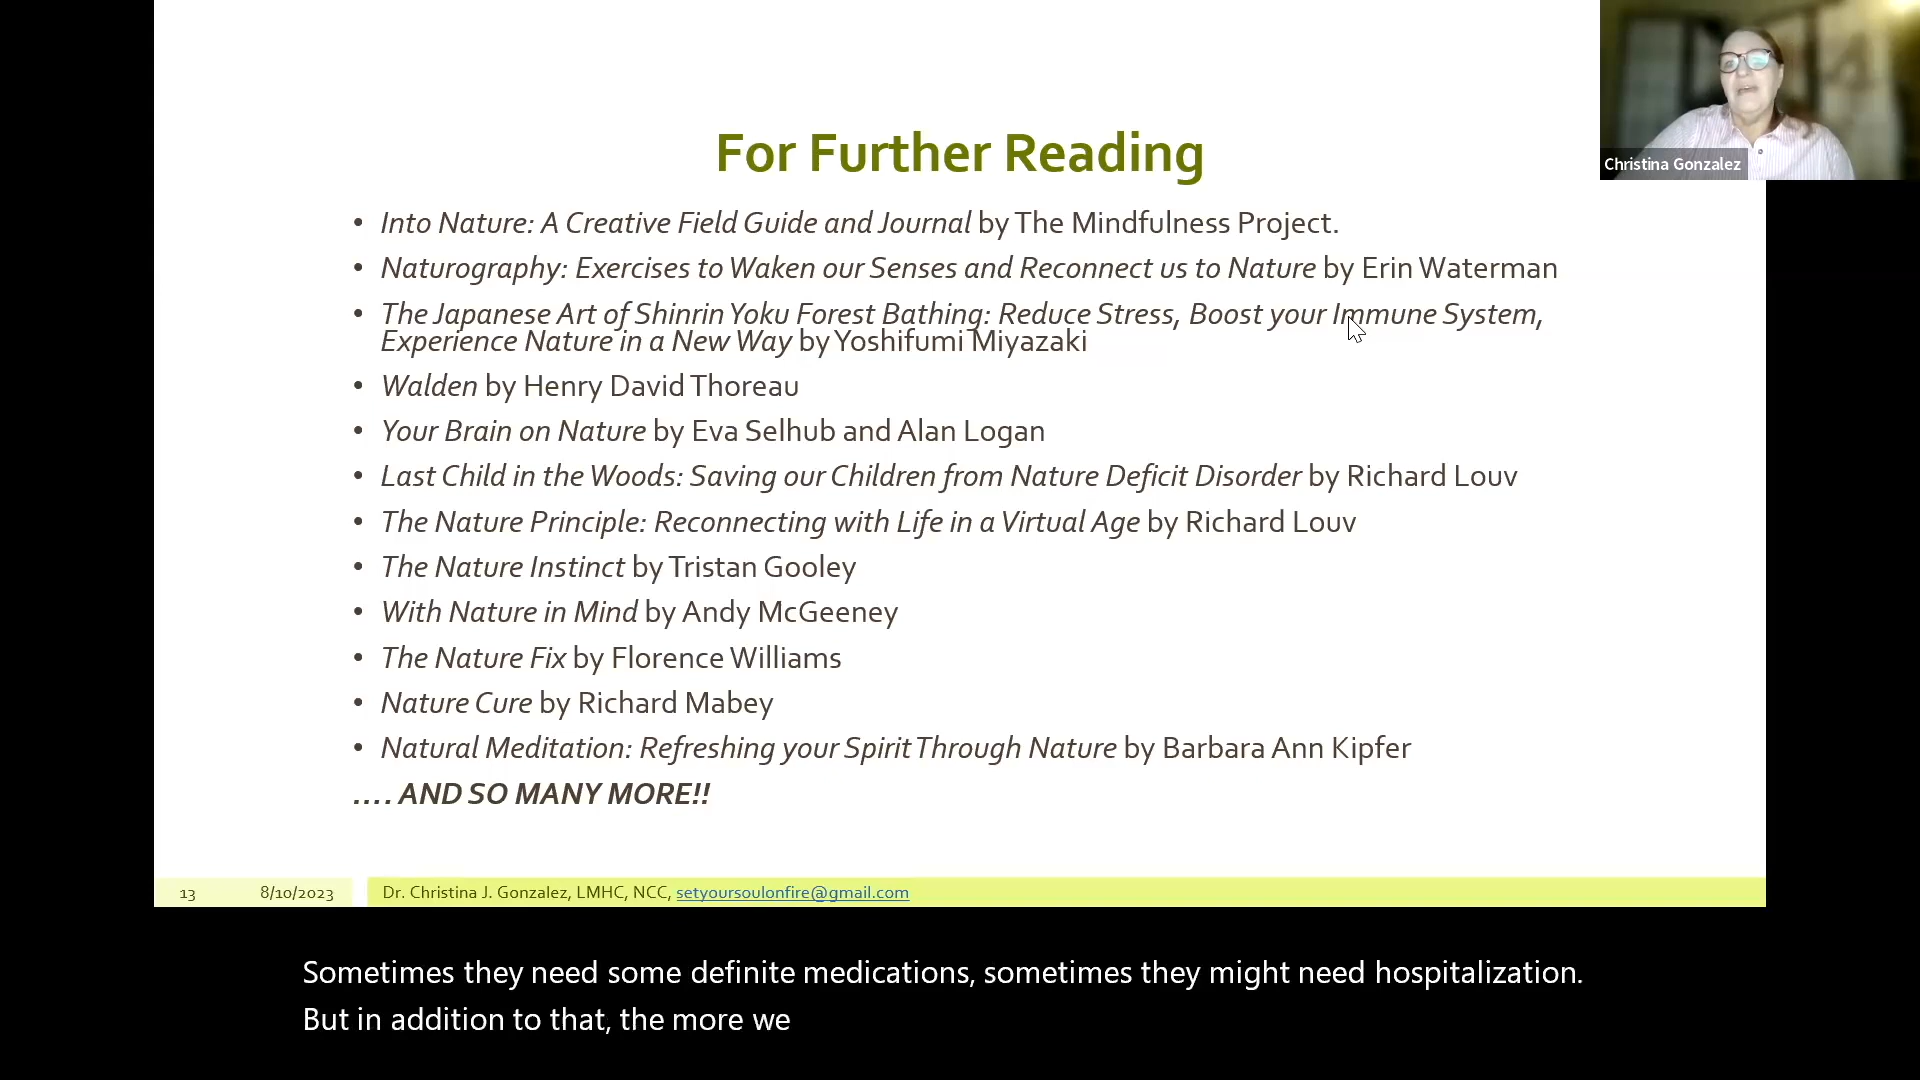 For Further Reading
Christina Gonzalez
• Into Nature: A Creative Field Guide and Journal by The Mindfulness Project.
• Naturography: Exercises to Waken our Senses and Reconnect us to Nature by Erin Waterman
• The Japanese Art of Shinrin Yoku Forest Bathing: Reduce Stress, Boost your Immune System,
Experience Nature in a New Way by Yoshifumi Miyazaki
• Walden by Henry David Thoreau
• Your Brain on Nature by Eva Selhub and Alan Logan
• Last Child in the Woods: Saving our Children from Nature Deficit Disorder by Richard Louv
• The Nature Principle: Reconnecting with Life in a Virtual Age by Richard Louv
• The Nature Instinct by Tristan Gooley
• With Nature in Mind by Andy McGeeney
• The Nature Fix by Florence Williams
• Nature Cure by Richard Mabey
• Natural Meditation: Refreshing your Spirit Through Nature by Barbara Ann Kipfer
.... AND SO MANY MORE!!
13 8/10/2023 Dr. Christina J. Gonzalez, LMHC, NCC, setyoursoulonfire@gmail.com
Sometimes they need some definite medications, sometimes they might need hospitalization.
But in addition to that, the more we